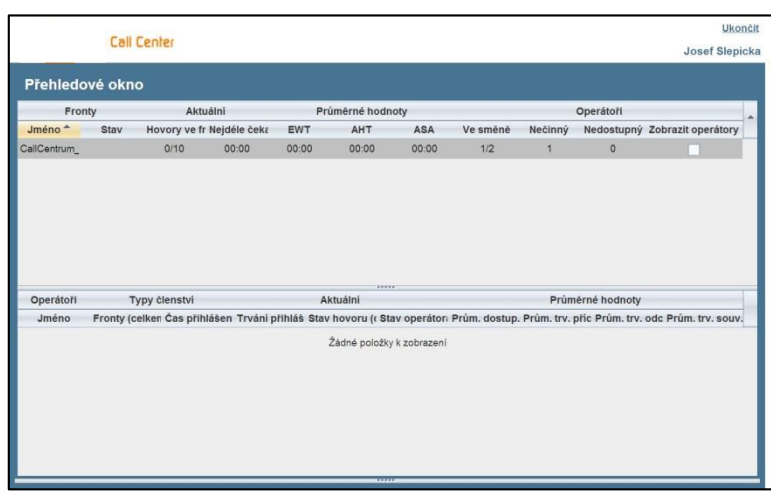 Ukončit
Call Center
Josef Slepicka
Přehledové okno
Fronty Aktuální Průměrné hodnoty Operátoři
Jméno Stav Hovory ve fr Nejdéle čeka EWT AHT ASA Ve směně Nečinný Nedostupný Zobrazit operátory
CallCentrum_ 0/10 00:00 00:00 00:00 00:00 1/2 1 0
Operátoři Typy členství Aktuální Průměrné hodnoty
Jméno Fronty (celken Čas přihlášen Trvání přihláš Stav hovoru (c Stav operátor Prům. dostup. Prům. trv. příc Prům. trv. odc Prům. trv. souv.
Žádné položky k zobrazení